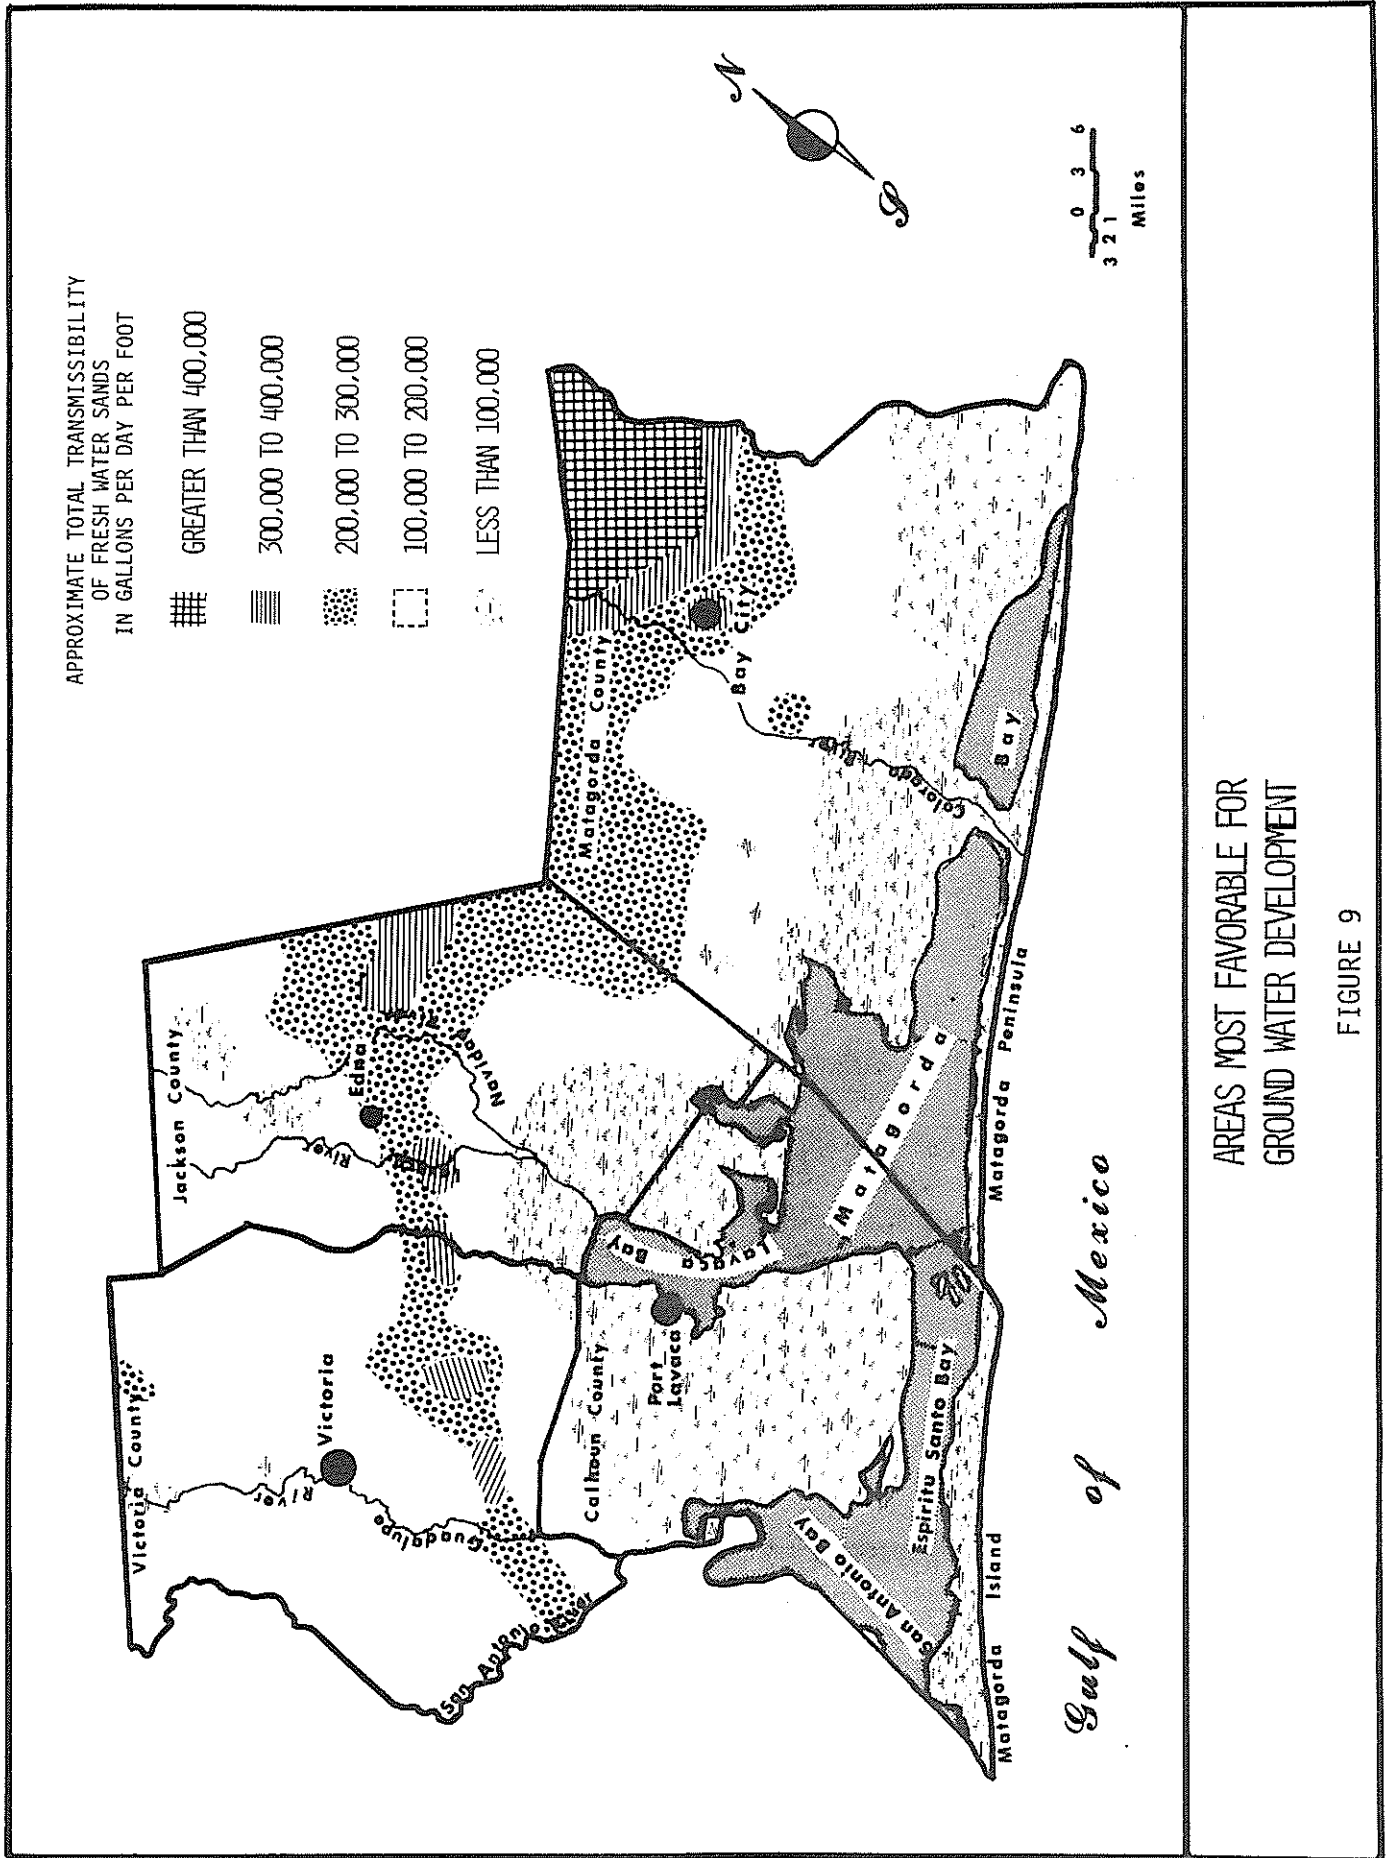 APPROXIMATE TOTAL TRANSMISSIBILITY
OF FRESH WATER SANDS
IN GALLONS PER DAY PER FOOT
GREATER THAN 400,000
300,000 TO 400,000
200,000 TO 300,000
100,000 TO 200,000
LESS THAN 100,000
N
S
3 2 1 0 3 6
Miles
Victoria County
Jackson County
Matagorda County
Calhoun County
Victoria
Edna
Bay City
Port
Lavaca
River
Guadalupe
San Antonio River
River
Navidad
Colorado River
Lavaca
Bay
Matagorda
Bay
Espiritu Santo Bay
San Antonio Bay
Matagorda Island
Matagorda Peninsula
Gulf of Mexico
AREAS MOST FAVORABLE FOR
GROUND WATER DEVELOPMENT
FIGURE 9